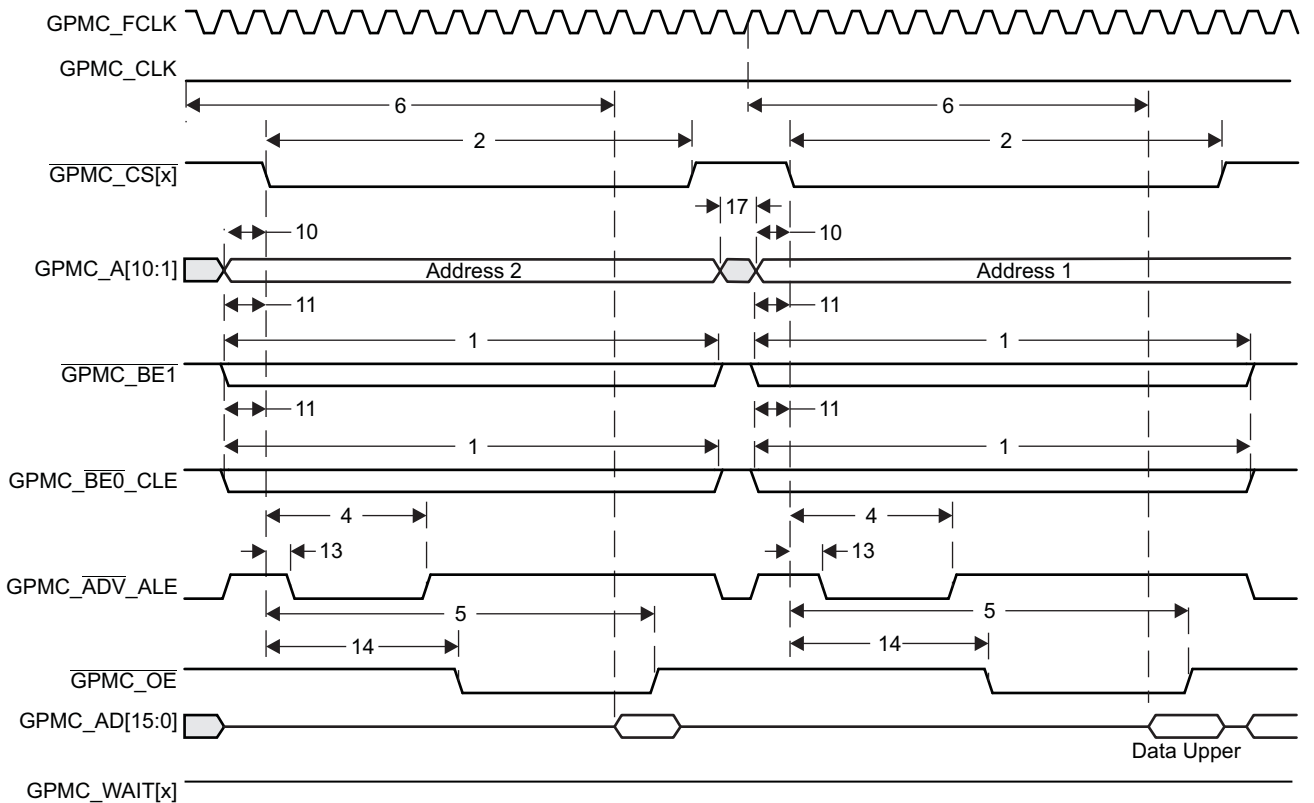 GPMC_FCLK
GPMC_CLK
6 6
2 2
GPMC_CS[x]
17
10 10
GPMC_A[10:1] Address 2 Address 1
11 11
1 1
GPMC_BE1
11 11
1 1
GPMC_BE0_CLE
4 4
13 13
GPMC_ADV_ALE
5 5
14 14
GPMC_OE
GPMC_AD[15:0]
Data Upper
GPMC_WAIT[x]